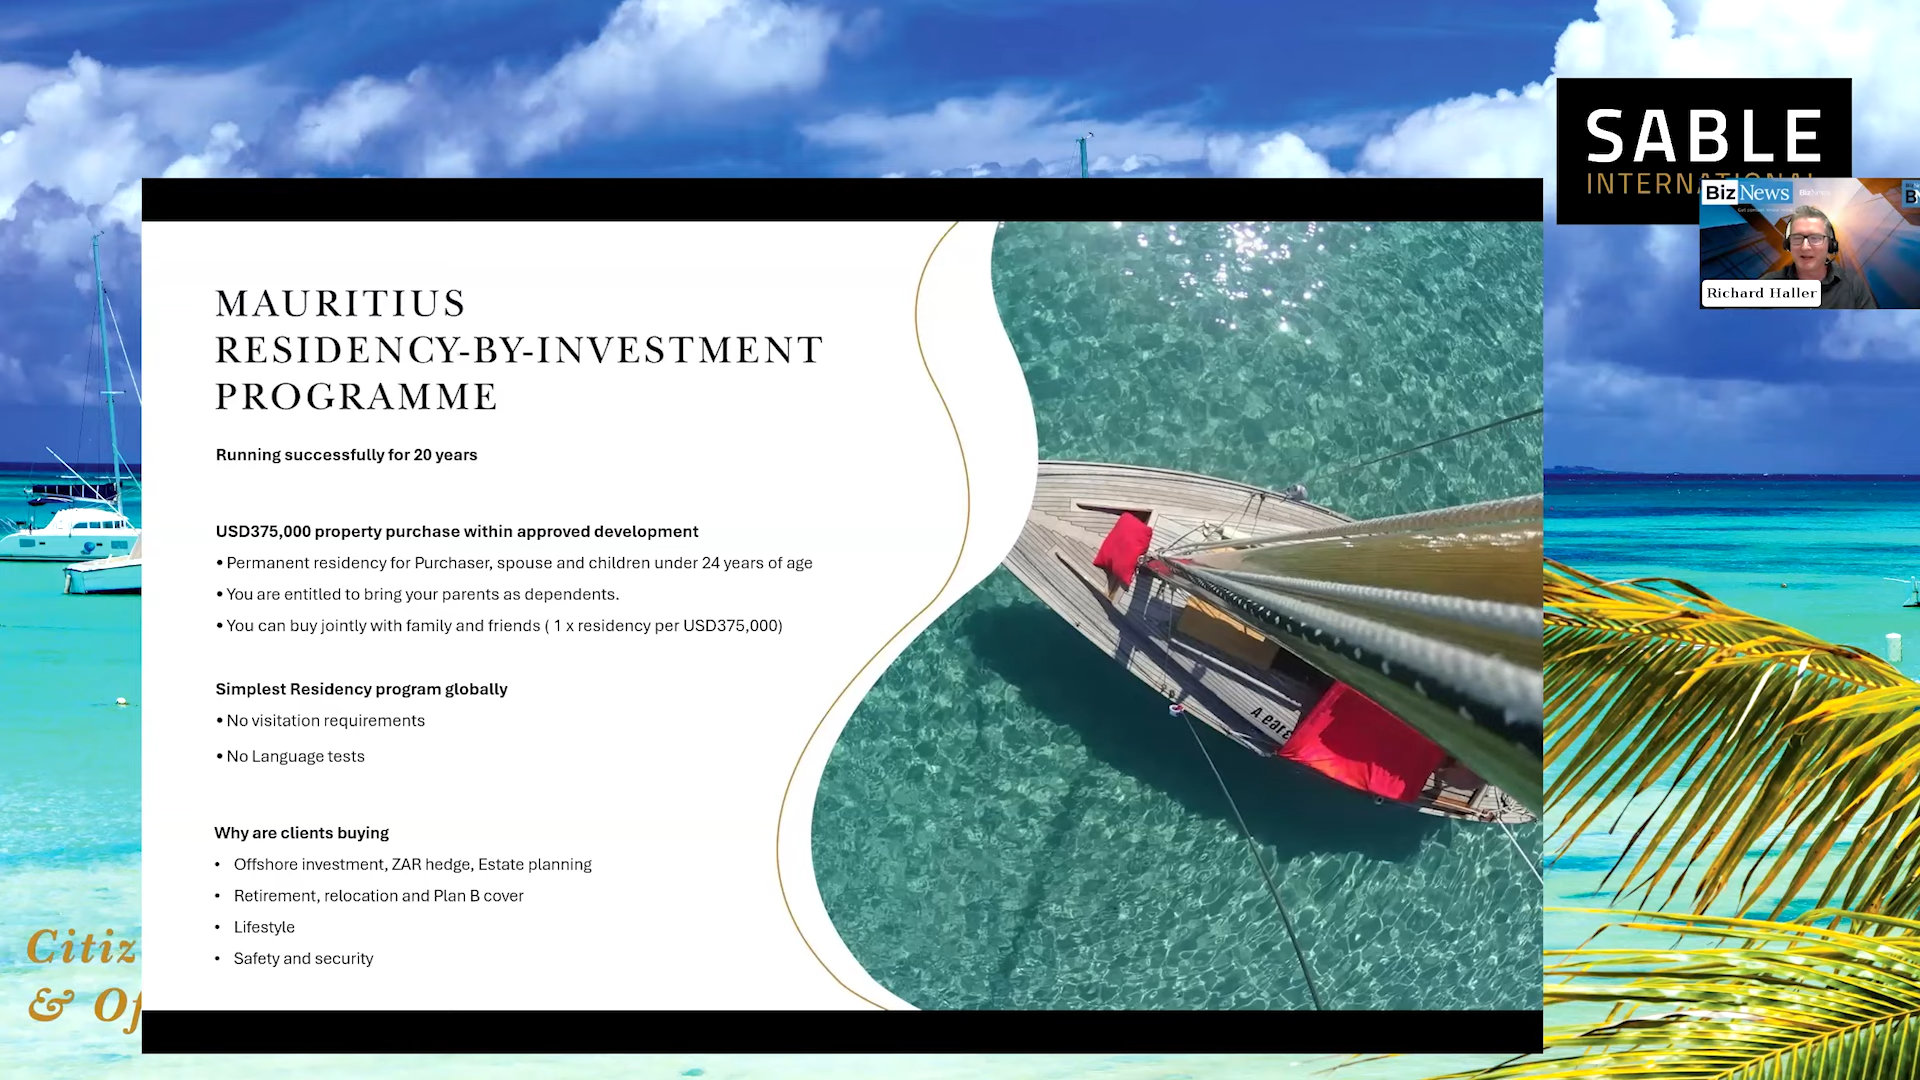 SABLE
Biz News
Richard Haller
MAURITIUS
RESIDENCY-BY-INVESTMENT
PROGRAMME
Running successfully for 20 years
USD375,000 property purchase within approved development
• Permanent residency for Purchaser, spouse and children under 24 years of age
• You are entitled to bring your parents as dependents.
• You can buy jointly with family and friends ( 1 x residency per USD375,000)
Simplest Residency program globally
• No visitation requirements
• No Language tests
Why are clients buying
• Offshore investment, ZAR hedge, Estate planning
• Retirement, relocation and Plan B cover
• Lifestyle
• Safety and security
Citiz
& Of